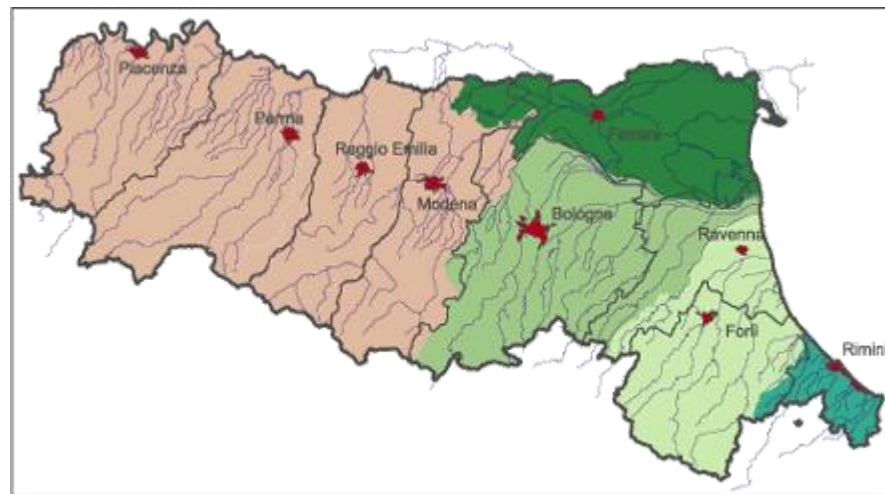 Piacenza
Parma
Reggio Emilia
Modena
Ferrara
Bologna
Ravenna
Forlì
Rimini